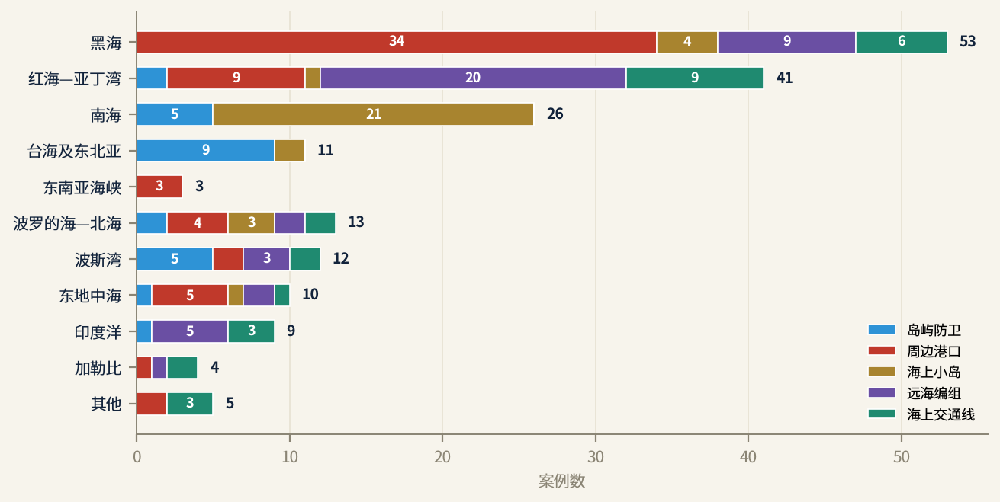 黑海 34 4 9 6 53
红海—亚丁湾 9 20 9 41
南海 5 21 26
台海及东北亚 9 11
东南亚海峡 3 3
波罗的海—北海 4 3 13
波斯湾 5 3 12
东地中海 5 10
印度洋 5 3 9
加勒比 4
其他 3 5
岛屿防卫
周边港口
海上小岛
远海编组
海上交通线
0 10 20 30 40 50
案例数